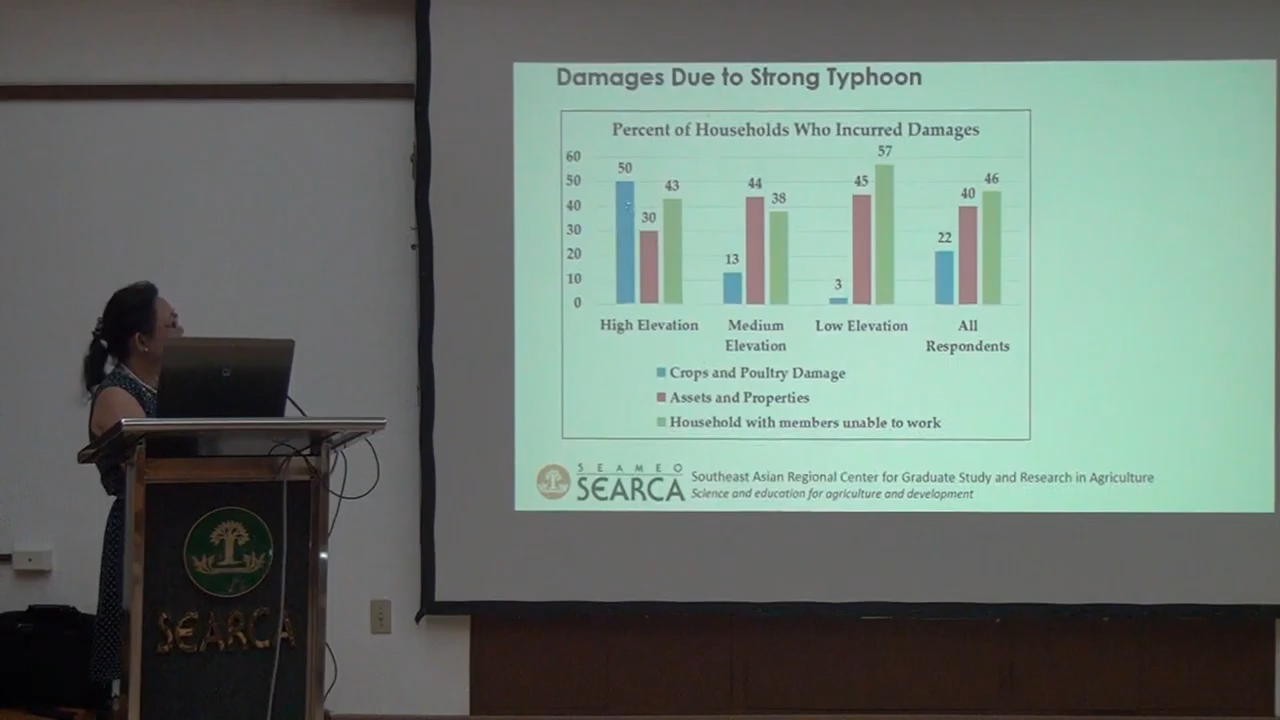 Damages Due to Strong Typhoon
Percent of Households Who Incurred Damages
60
50
40
30
20
10
0
50
30
43
13
44
38
3
45
57
22
40
46
High Elevation
Medium Elevation
Low Elevation
All Respondents
Crops and Poultry Damage
Assets and Properties
Household with members unable to work
SEAMEO
SEARCA
Southeast Asian Regional Center for Graduate Study and Research in Agriculture
Science and education for agriculture and development
SEARCA